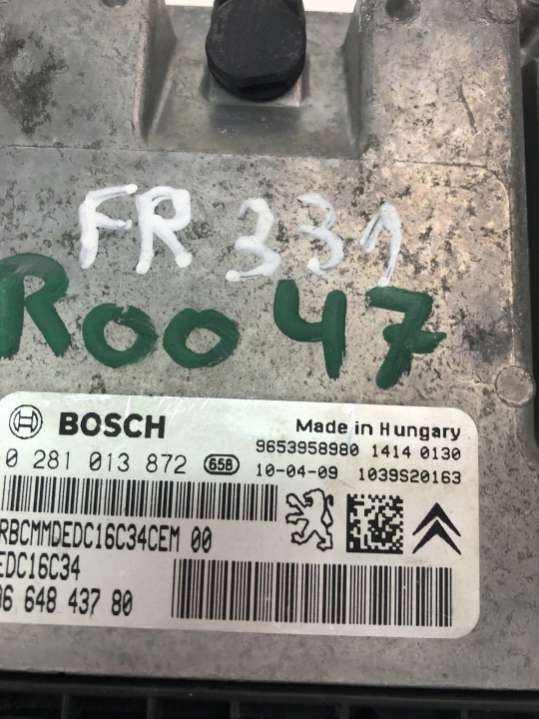 FR 331
R0047
BOSCH
Made in Hungary
9653958980 1414 0130
0 281 013 872 658 10-04-09 1039S20163
RBCMMDEDC16C34CEM 00
EDC16C34
96 648 437 80